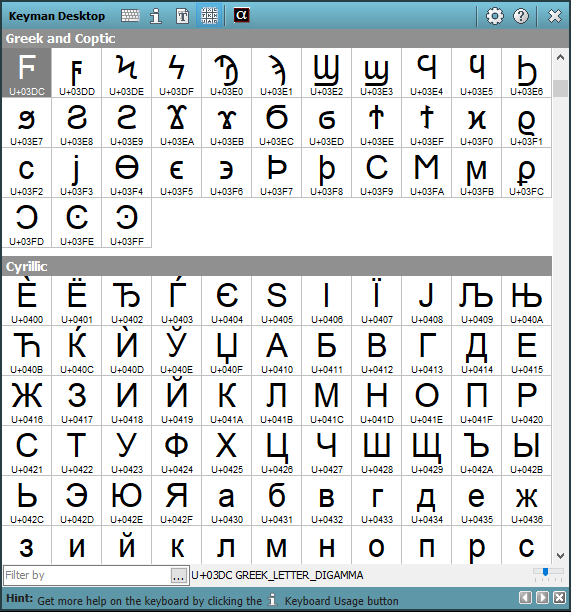 Keyman Desktop
Greek and Coptic
Ϝ ϝ Ϟ ϟ Ϡ ϡ Ϣ ϣ Ϥ ϥ Ϧ
U+03DC U+03DD U+03DE U+03DF U+03E0 U+03E1 U+03E2 U+03E3 U+03E4 U+03E5 U+03E6
ϧ Ϩ ϩ Ϫ ϫ Ϭ ϭ Ϯ ϯ ϰ ϱ
U+03E7 U+03E8 U+03E9 U+03EA U+03EB U+03EC U+03ED U+03EE U+03EF U+03F0 U+03F1
ϲ ϳ ϴ ϵ ϶ Ϸ ϸ Ϲ Ϻ ϻ ϼ
U+03F2 U+03F3 U+03F4 U+03F5 U+03F6 U+03F7 U+03F8 U+03F9 U+03FA U+03FB U+03FC
Ͻ Ͼ Ͽ
U+03FD U+03FE U+03FF
Cyrillic
Ѐ Ё Ђ Ѓ Є Ѕ І Ї Ј Љ Њ
U+0400 U+0401 U+0402 U+0403 U+0404 U+0405 U+0406 U+0407 U+0408 U+0409 U+040A
Ћ Ќ Ѝ Ў Џ А Б В Г Д Е
U+040B U+040C U+040D U+040E U+040F U+0410 U+0411 U+0412 U+0413 U+0414 U+0415
Ж З И Й К Л М Н О П Р
U+0416 U+0417 U+0418 U+0419 U+041A U+041B U+041C U+041D U+041E U+041F U+0420
С Т У Ф Х Ц Ч Ш Щ Ъ Ы
U+0421 U+0422 U+0423 U+0424 U+0425 U+0426 U+0427 U+0428 U+0429 U+042A U+042B
Ь Э Ю Я а б в г д е ж
U+042C U+042D U+042E U+042F U+0430 U+0431 U+0432 U+0433 U+0434 U+0435 U+0436
з и й к л м н о п р с
Filter by ... U+03DC GREEK_LETTER_DIGAMMA
Hint: Get more help on the keyboard by clicking the i Keyboard Usage button